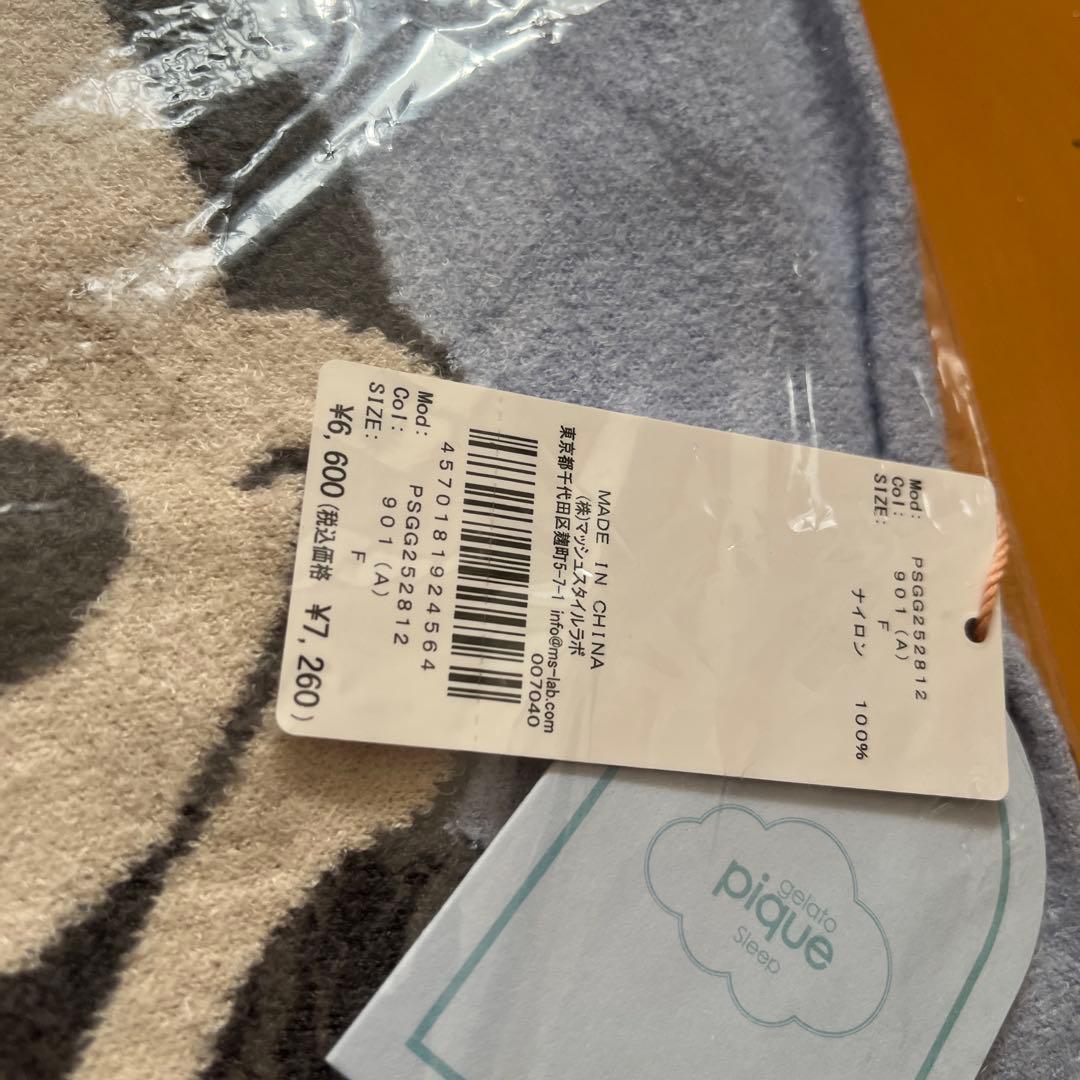 Mod: PSGG252812
Col: 901(A)
SIZE: F
ナイロン 100%
MADE IN CHINA
(株)マッシュスタイルラボ
東京都千代田区麹町5-7-1 info@ms-lab.com
007040
4570181924564
Mod: PSGG252812
Col: 901(A)
SIZE: F
¥6,600(税込価格 ¥7,260)
gelato
pique
Sleep